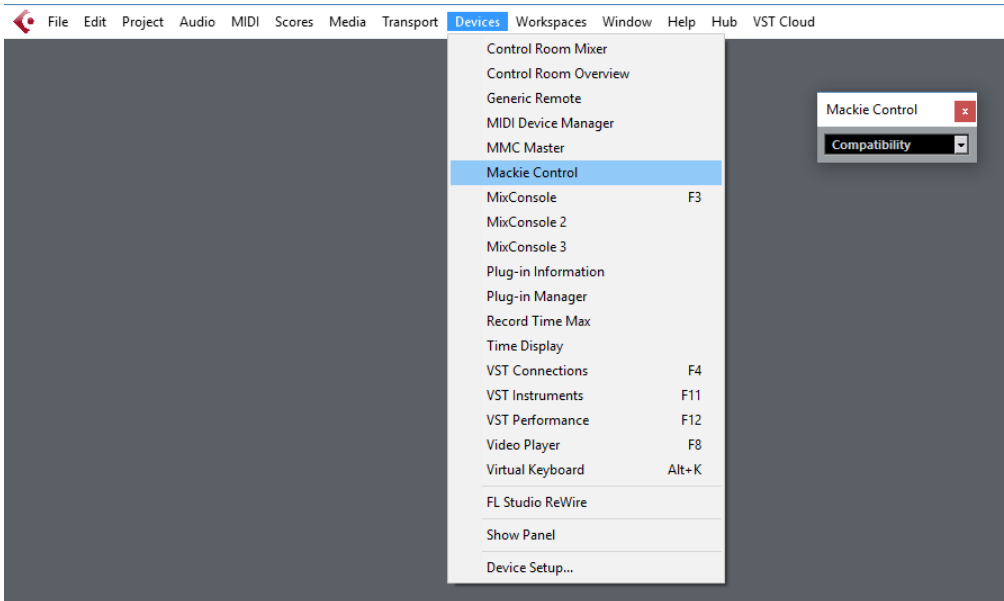 File Edit Project Audio MIDI Scores Media Transport Devices Workspaces Window Help Hub VST Cloud
Control Room Mixer
Control Room Overview
Generic Remote
MIDI Device Manager
MMC Master
Mackie Control
MixConsole F3
MixConsole 2
MixConsole 3
Plug-in Information
Plug-in Manager
Record Time Max
Time Display
VST Connections F4
VST Instruments F11
VST Performance F12
Video Player F8
Virtual Keyboard Alt+K
FL Studio ReWire
Show Panel
Device Setup...
Mackie Control x
Compatibility